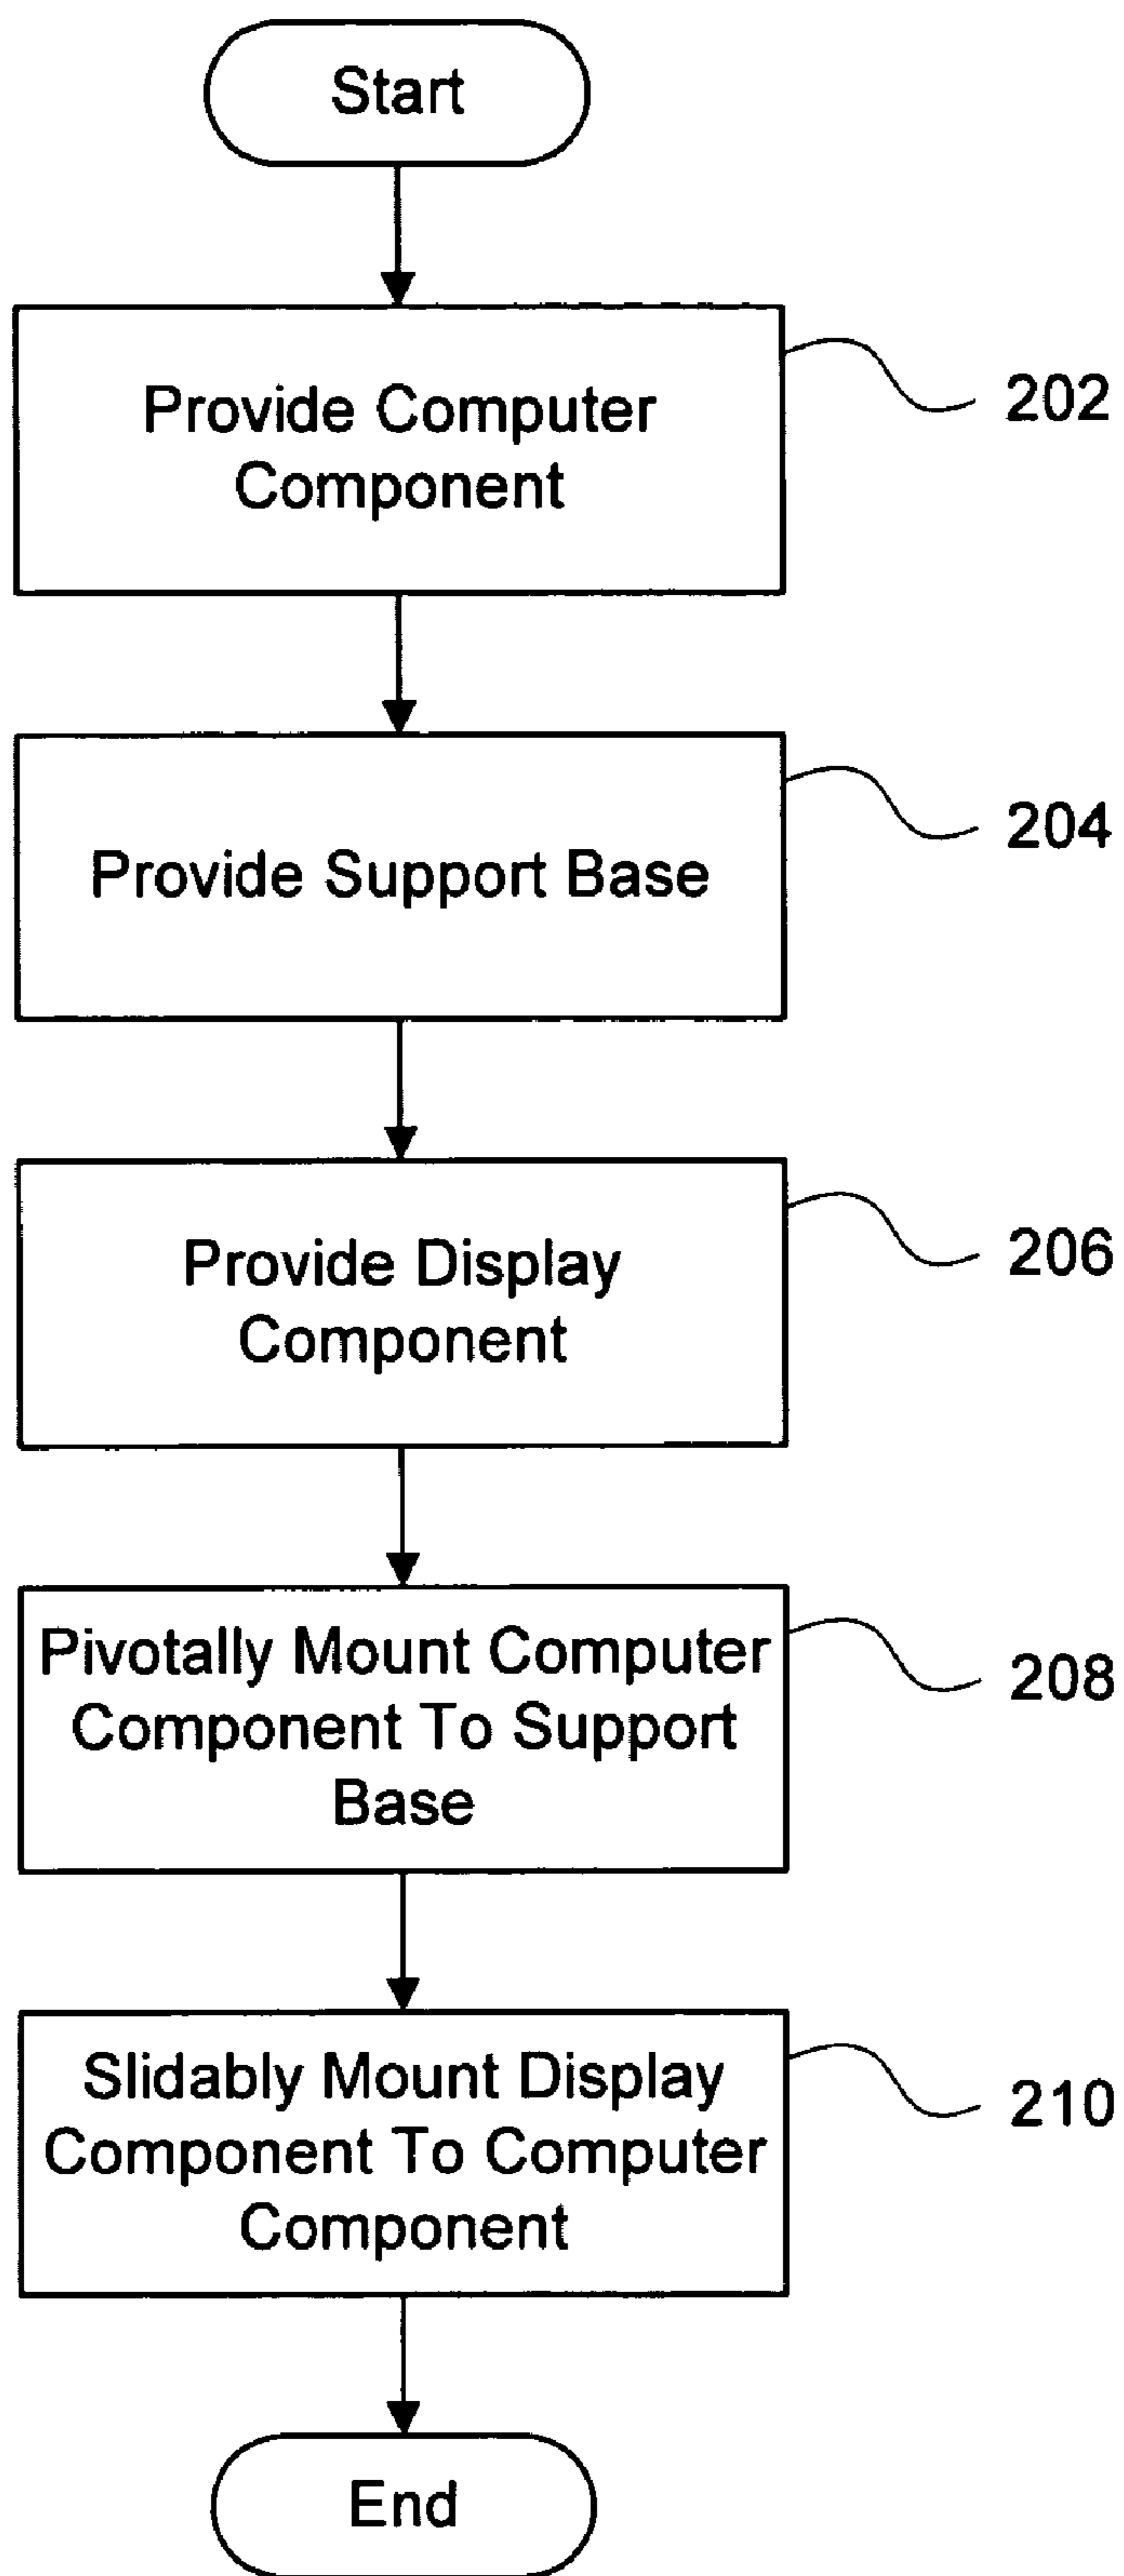 Start
Provide Computer
Component
202
Provide Support Base
204
Provide Display
Component
206
Pivotally Mount Computer
Component To Support
Base
208
Slidably Mount Display
Component To Computer
Component
210
End